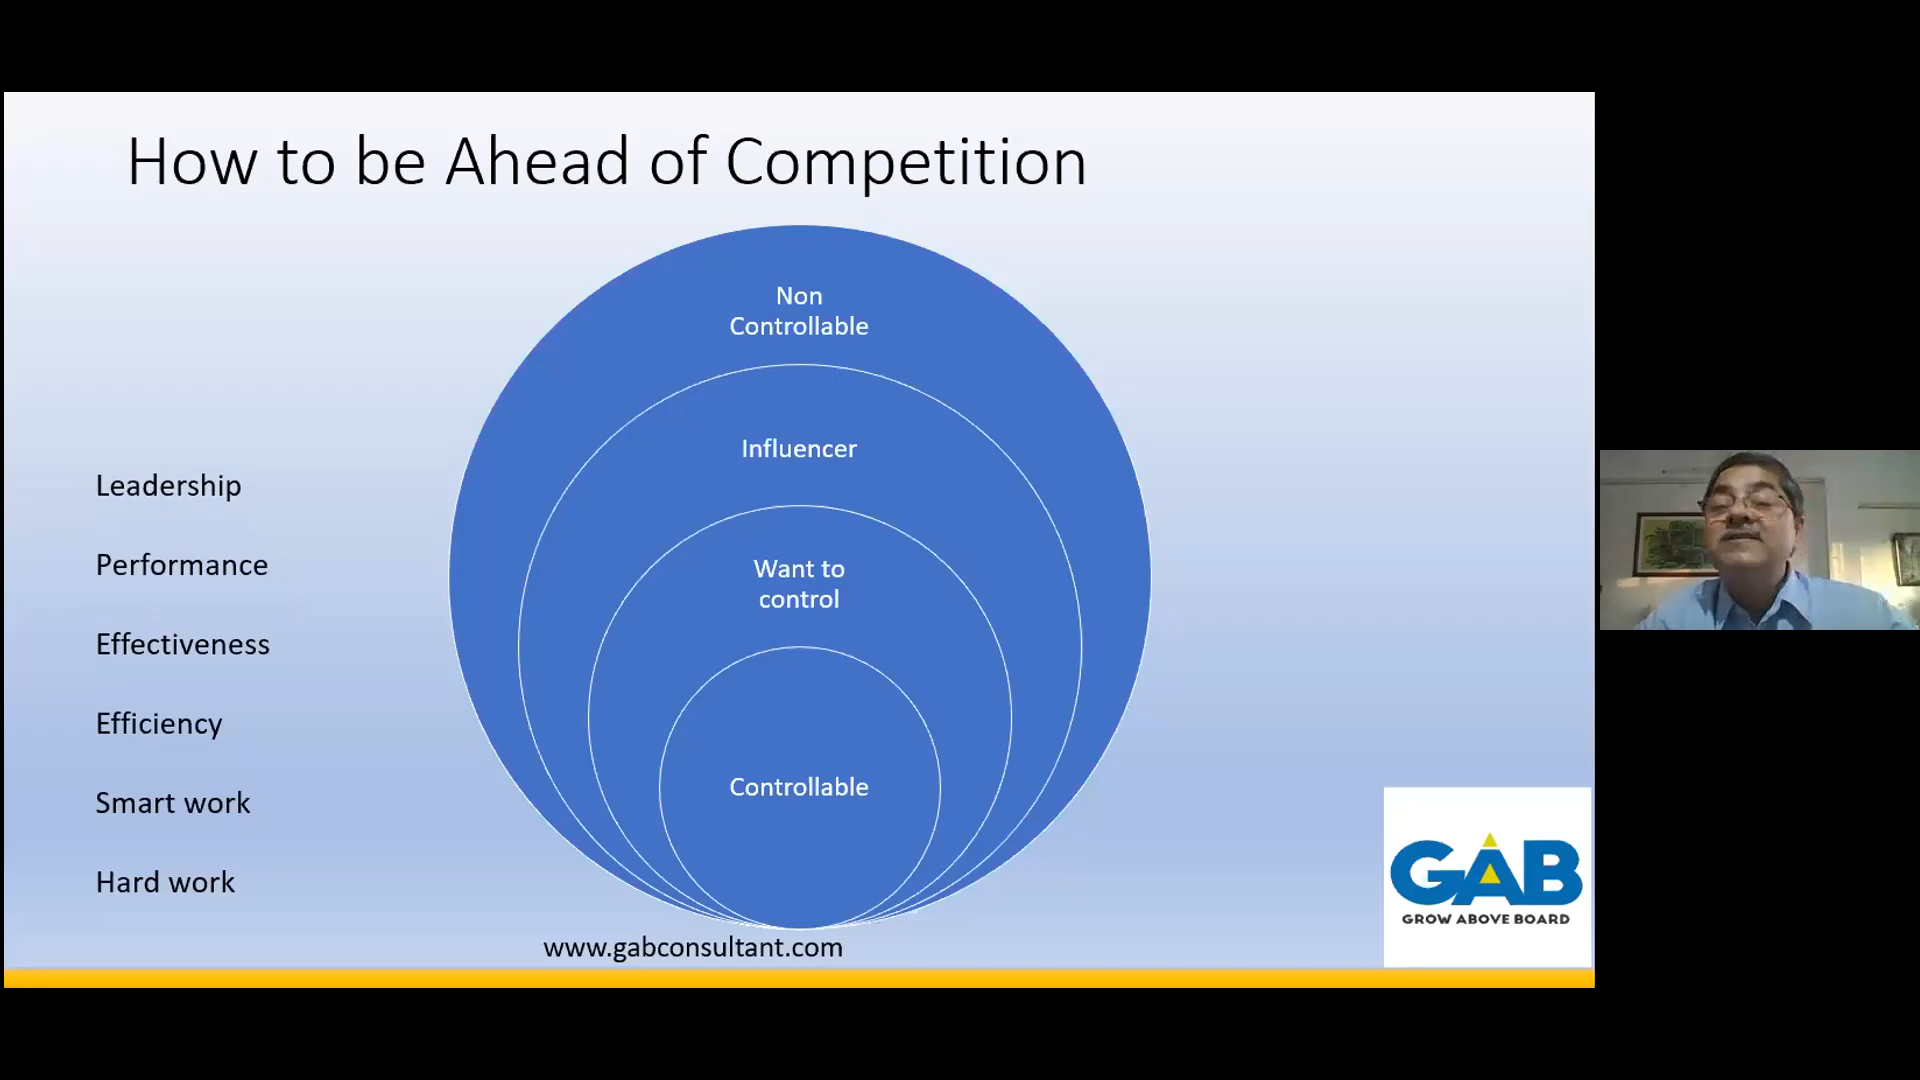 How to be Ahead of Competition
Non
Controllable
Influencer
Want to
control
Controllable
Leadership
Performance
Effectiveness
Efficiency
Smart work
Hard work
www.gabconsultant.com
GAB
GROW ABOVE BOARD